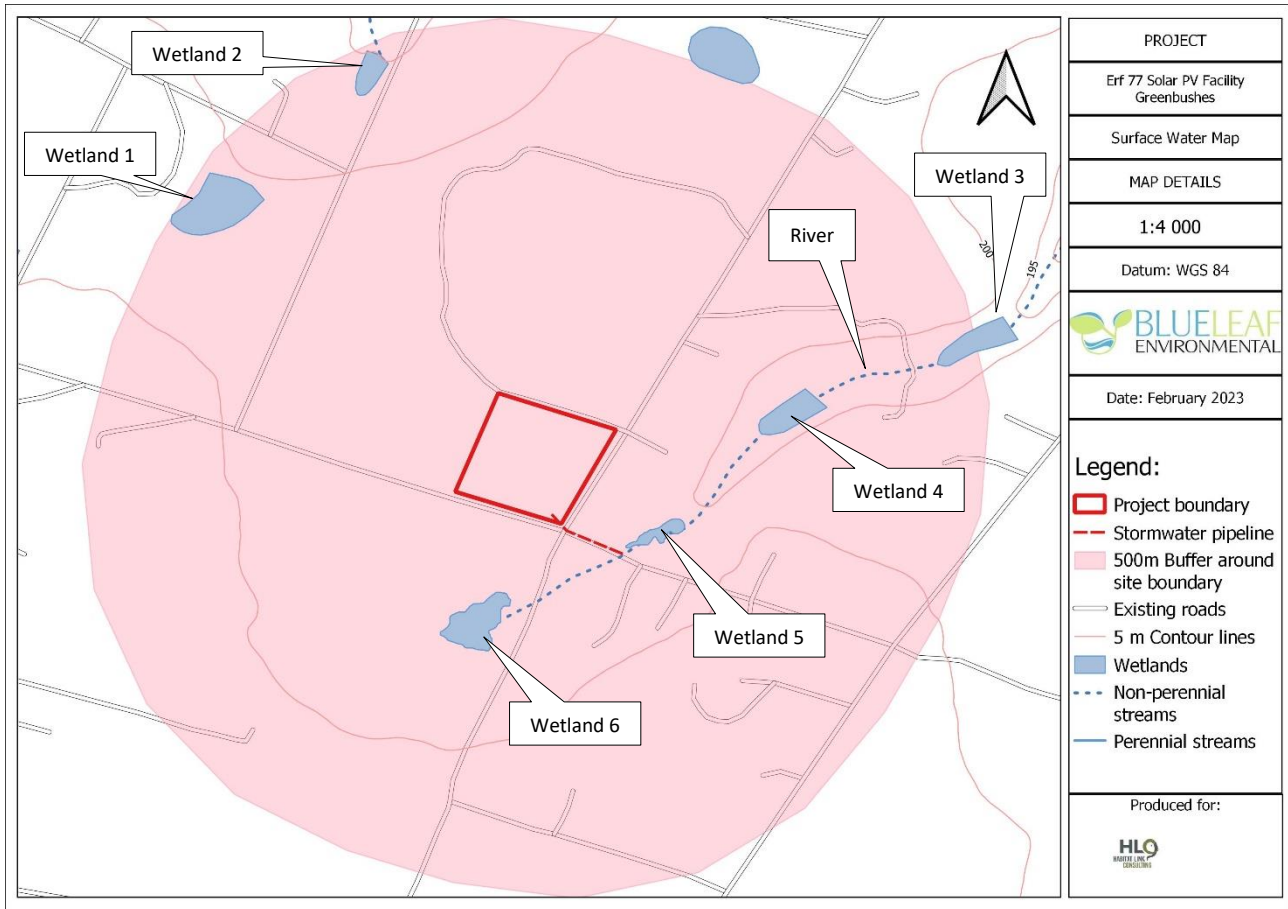 Wetland 2
Wetland 1
Wetland 3
River
200
195
Wetland 4
Wetland 5
Wetland 6
PROJECT
Erf 77 Solar PV Facility
Greenbushes
Surface Water Map
MAP DETAILS
1:4 000
Datum: WGS 84
BLUELEAF
ENVIRONMENTAL
Date: February 2023
Legend:
Project boundary
Stormwater pipeline
500m Buffer around
site boundary
Existing roads
5 m Contour lines
Wetlands
Non-perennial
streams
Perennial streams
Produced for:
HLC
HABITAT LINK
CONSULTING